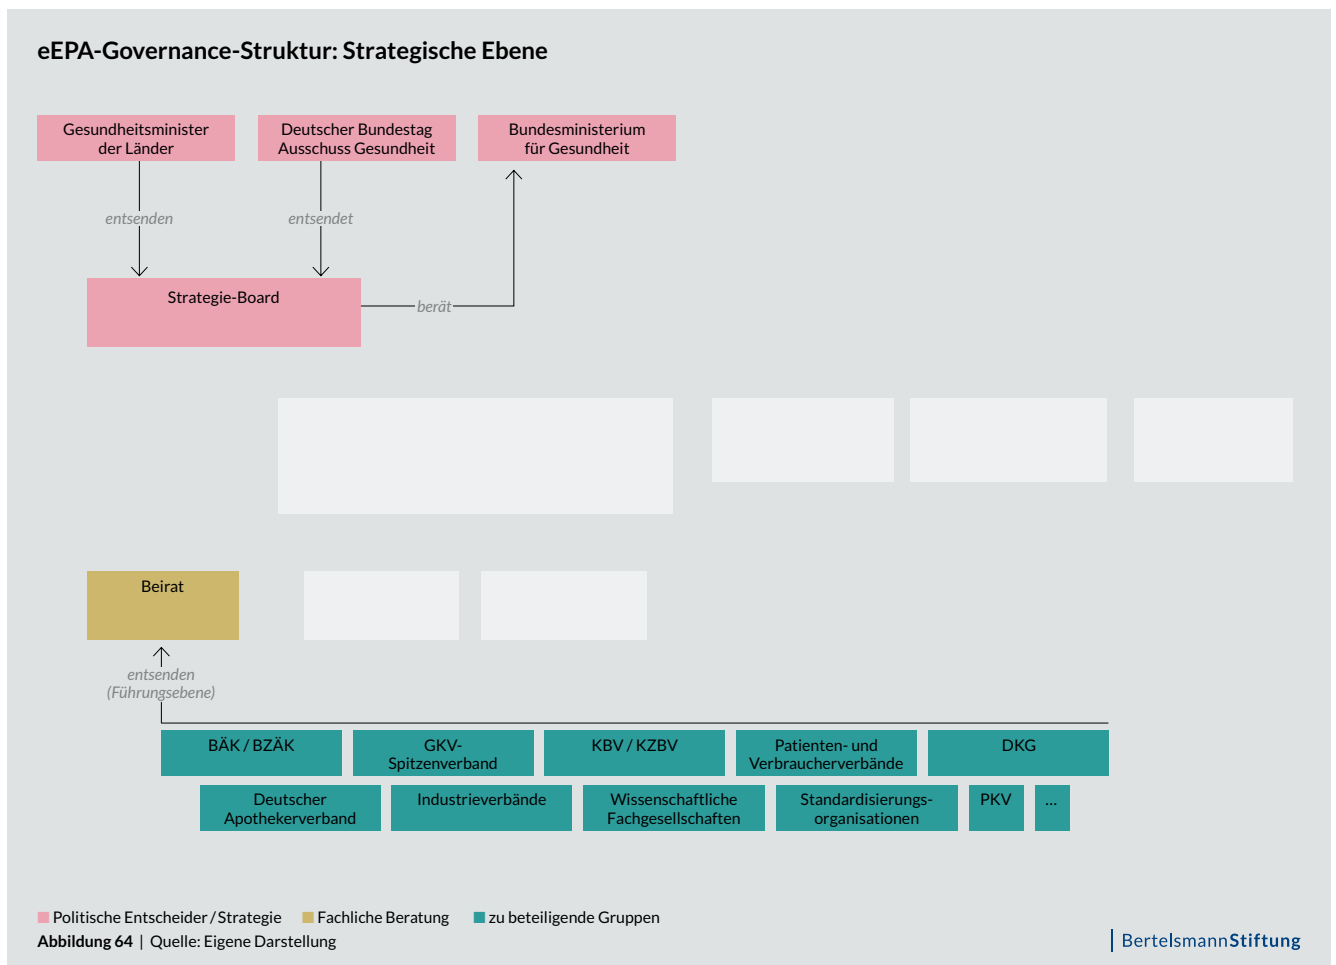 eEPA-Governance-Struktur: Strategische Ebene
Gesundheitsminister
der Länder
Deutscher Bundestag
Ausschuss Gesundheit
Bundesministerium
für Gesundheit
entsenden
entsendet
Strategie-Board
berät
Beirat
entsenden
(Führungsebene)
BÄK / BZÄK
GKV-
Spitzenverband
KBV / KZBV
Patienten- und
Verbraucherverbände
DKG
Deutscher
Apothekerverband
Industrieverbände
Wissenschaftliche
Fachgesellschaften
Standardisierungs-
organisationen
PKV
...
Politische Entscheider / Strategie
Fachliche Beratung
zu beteiligende Gruppen
Abbildung 64 | Quelle: Eigene Darstellung
BertelsmannStiftung